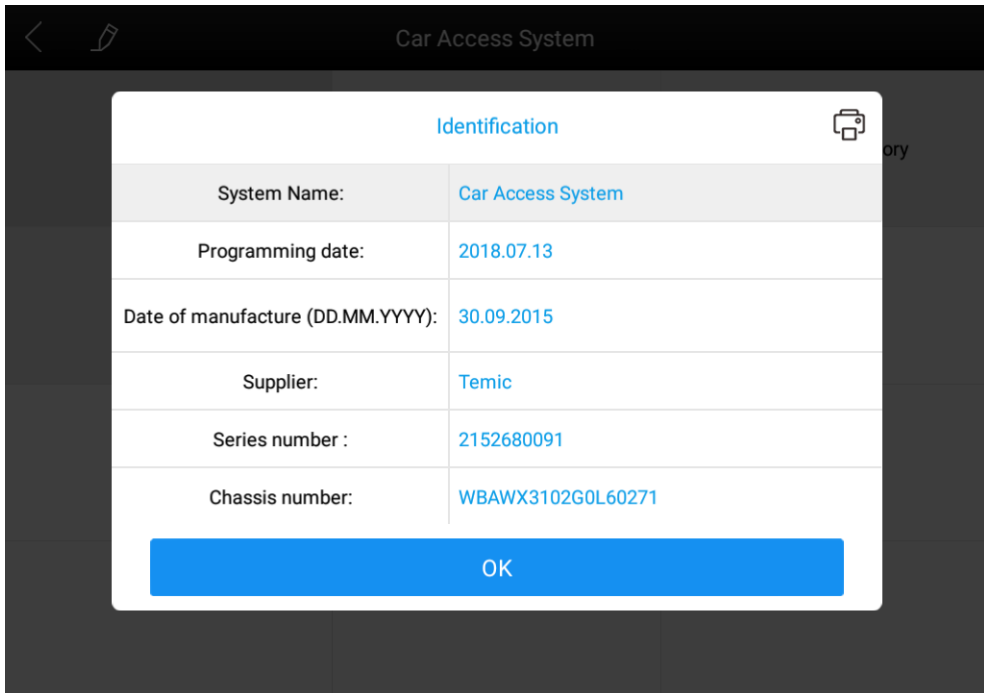 Car Access System
Identification
ory
System Name: Car Access System
Programming date: 2018.07.13
Date of manufacture (DD.MM.YYYY): 30.09.2015
Supplier: Temic
Series number : 2152680091
Chassis number: WBAWX3102G0L60271
OK